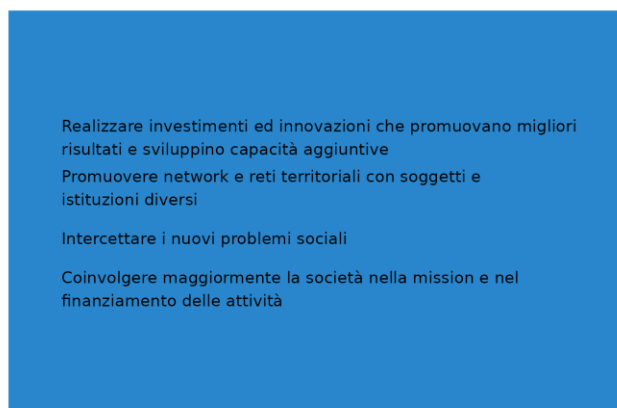 Realizzare investimenti ed innovazioni che promuovano migliori
risultati e sviluppino capacità aggiuntive
Promuovere network e reti territoriali con soggetti e
istituzioni diversi
Intercettare i nuovi problemi sociali
Coinvolgere maggiormente la società nella mission e nel
finanziamento delle attività